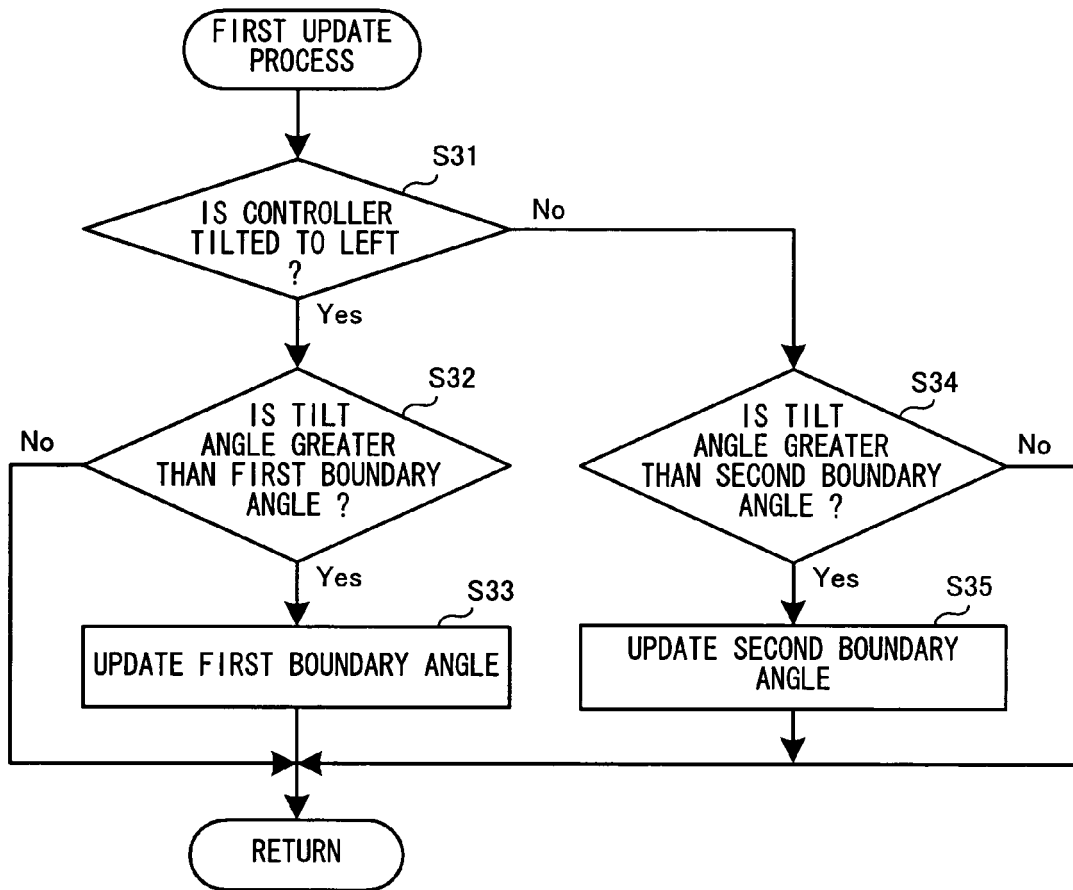 FIRST UPDATE
PROCESS
S31
IS CONTROLLER
TILTED TO LEFT
?
No
Yes
S32
IS TILT
ANGLE GREATER
THAN FIRST BOUNDARY
ANGLE ?
No
Yes
S33
UPDATE FIRST BOUNDARY ANGLE
S34
IS TILT
ANGLE GREATER
THAN SECOND BOUNDARY
ANGLE ?
No
Yes
S35
UPDATE SECOND BOUNDARY
ANGLE
RETURN